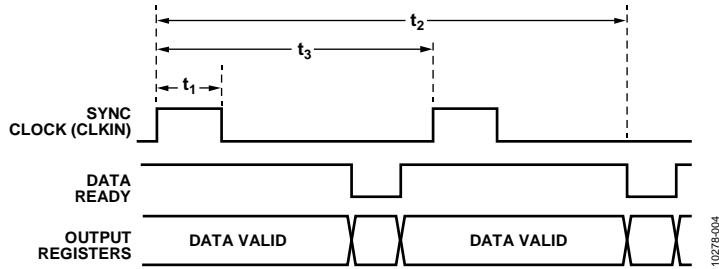 t2
t3
t1
SYNC
CLOCK (CLKIN)
DATA
READY
OUTPUT
REGISTERS
DATA VALID
DATA VALID
10278-004